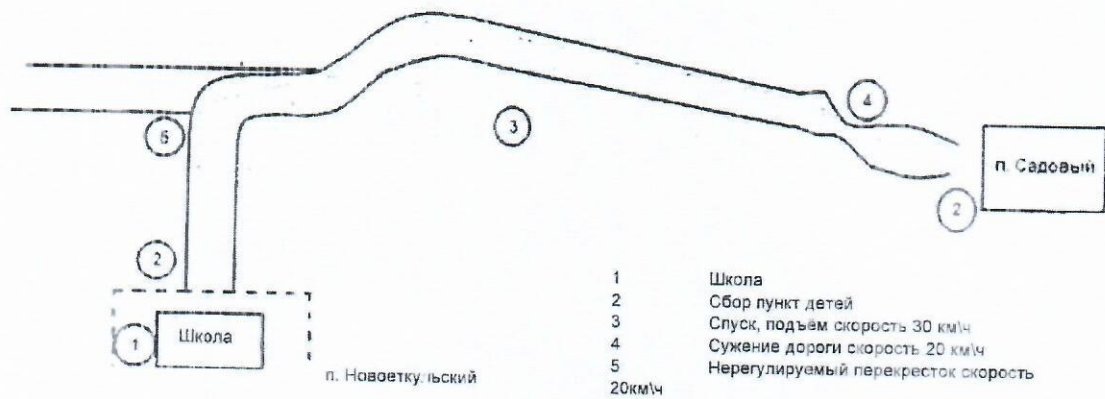 4
6
3
п. Садовый
2
2
Школа
1
п. Новоеткульский
1 Школа
2 Сбор пункт детей
3 Спуск, подъём скорость 30 км\ч
4 Сужение дороги скорость 20 км\ч
5 Нерегулируемый перекресток скорость
20км\ч